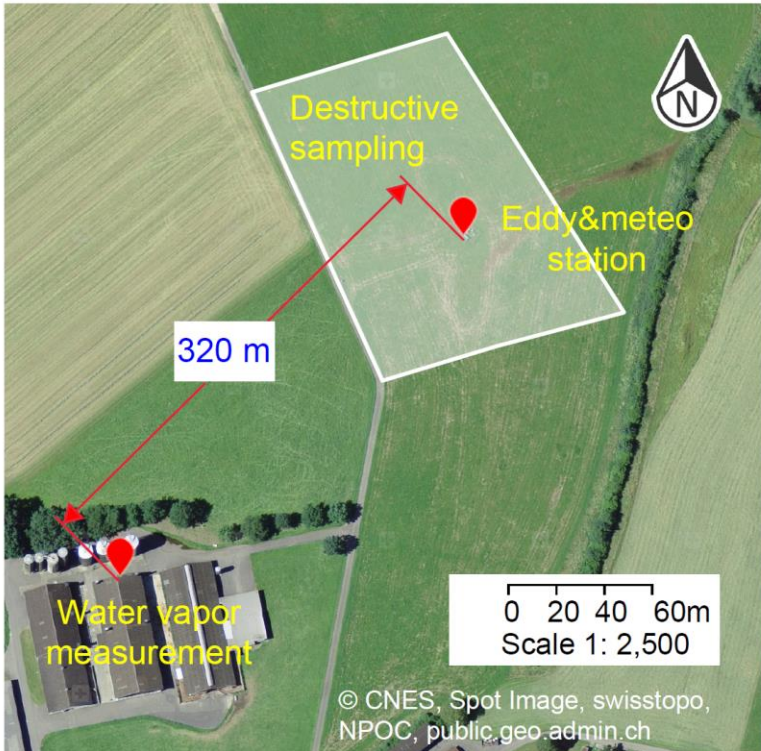 Destructive
sampling
N
Eddy&meteo
station
320 m
Water vapor
measurement
0 20 40 60m
Scale 1: 2,500
© CNES, Spot Image, swisstopo,
NPOC, public.geo.admin.ch